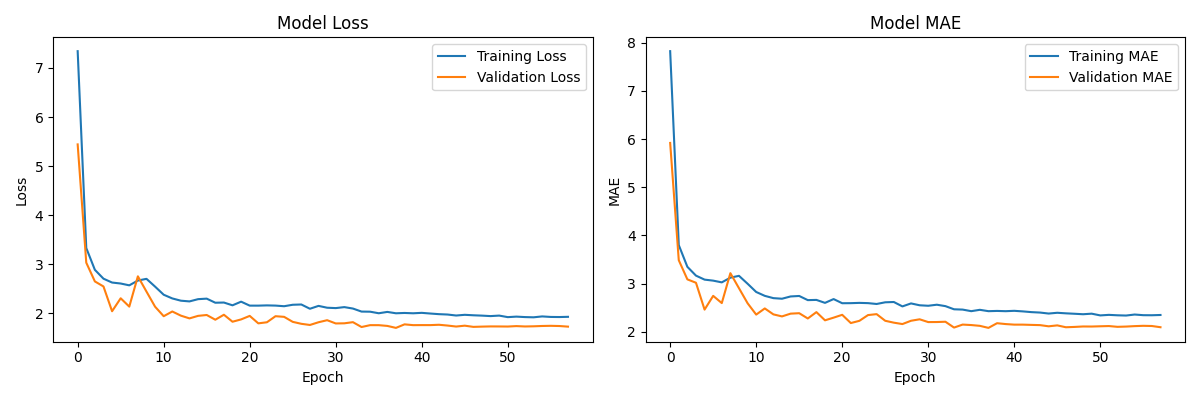 Model Loss
Training Loss
Validation Loss
7
6
5
4
3
2
Loss
0 10 20 30 40 50
Epoch
Model MAE
Training MAE
Validation MAE
8
7
6
5
4
3
2
MAE
0 10 20 30 40 50
Epoch